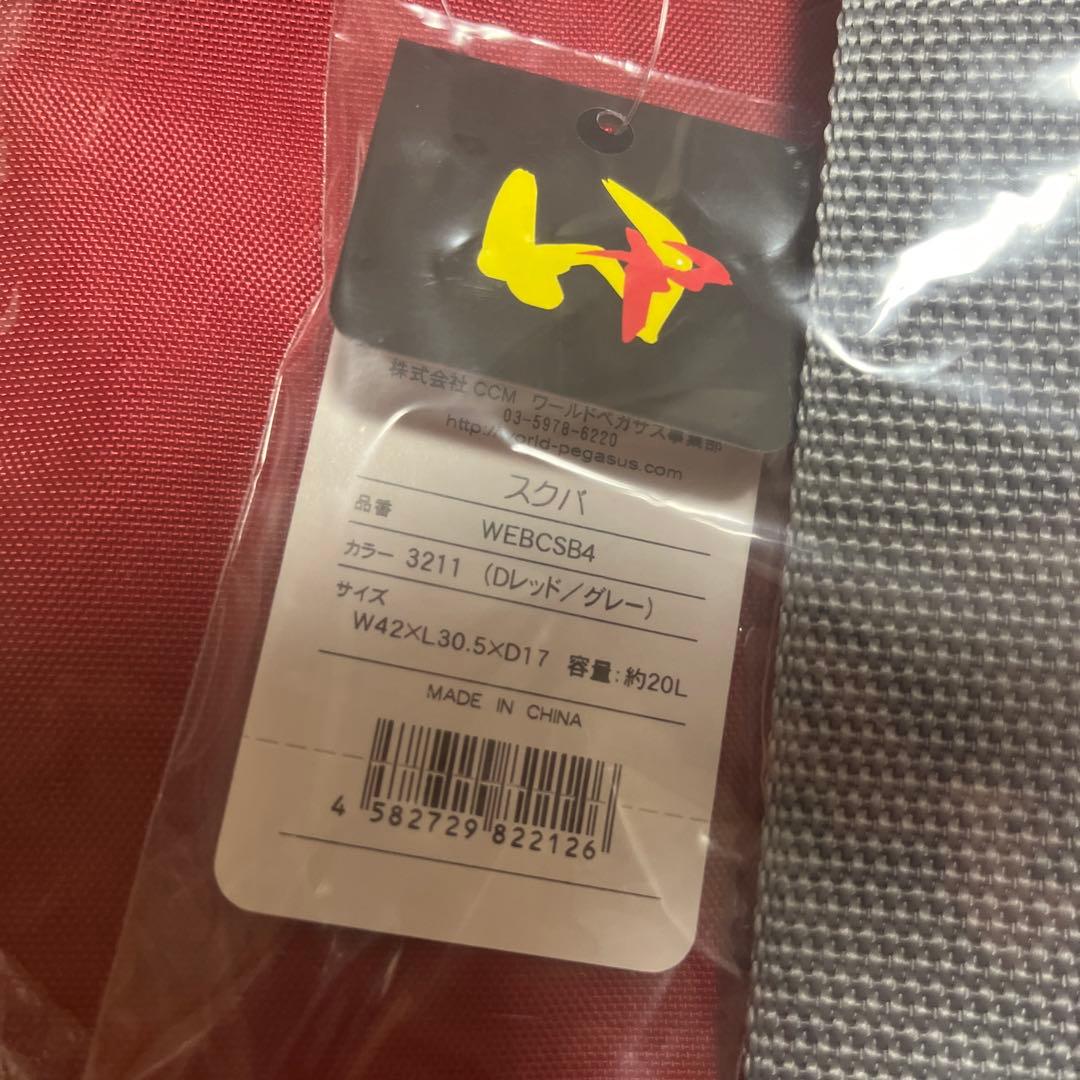 株式会社 CCM ワールドペガサス事業部
03-5978-6220
http://world-pegasus.com
スクバ
品番 WEBCSB4
カラー 3211 (Dレッド/グレー)
サイズ
W42×L30.5×D17 容量:約20L
MADE IN CHINA
4 582729 822126